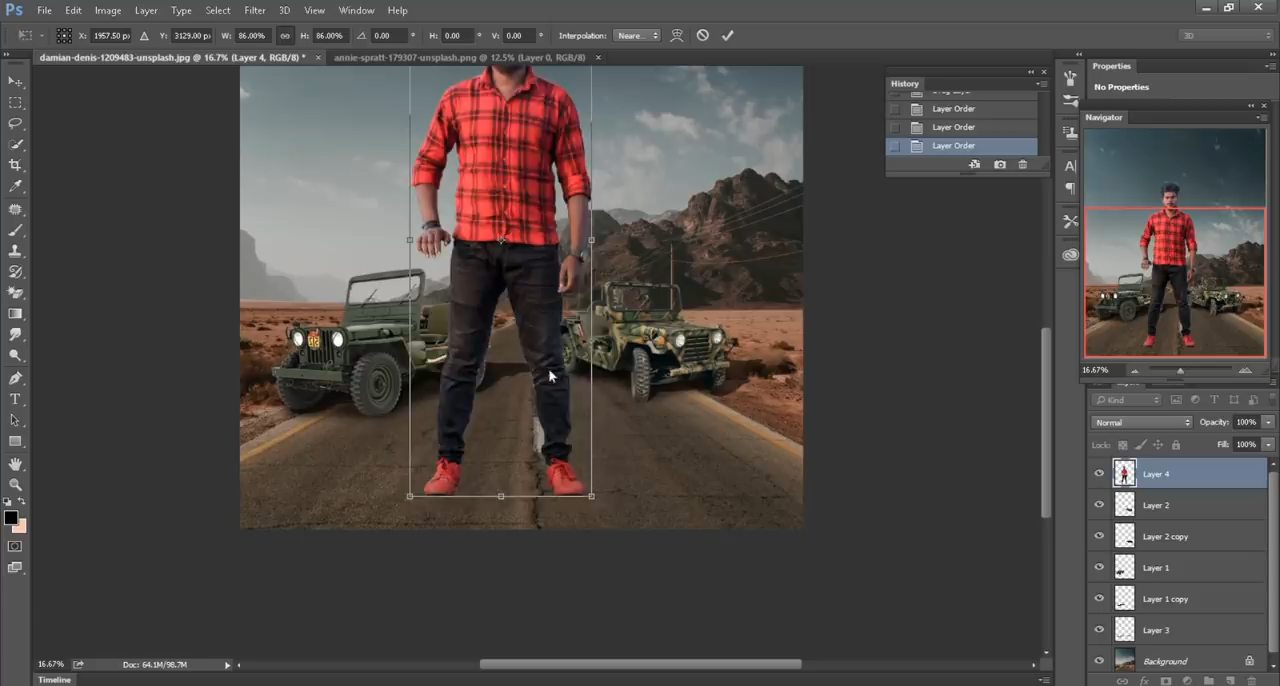 Ps File Edit Image Layer Type Select Filter 3D View Window Help
X: 1957.50 px Y: 3129.00 px W: 86.00% H: 86.00% 0.00 ° H: 0.00 ° V: 0.00 ° Interpolation: Neare... 3D
damian-denis-1209483-unsplash.jpg @ 16.7% (Layer 4, RGB/8) * × annie-spratt-179307-unsplash.png @ 12.5% (Layer 0, RGB/8) ×
Properties
No Properties
History
Layer Order
Layer Order
Layer Order
Navigator
16.67%
Kind
Normal Opacity: 100%
Lock: Fill: 100%
Layer 4
Layer 2
Layer 2 copy
Layer 1
Layer 1 copy
Layer 3
Background
16.67% Doc: 64.1M/98.7M
Timeline